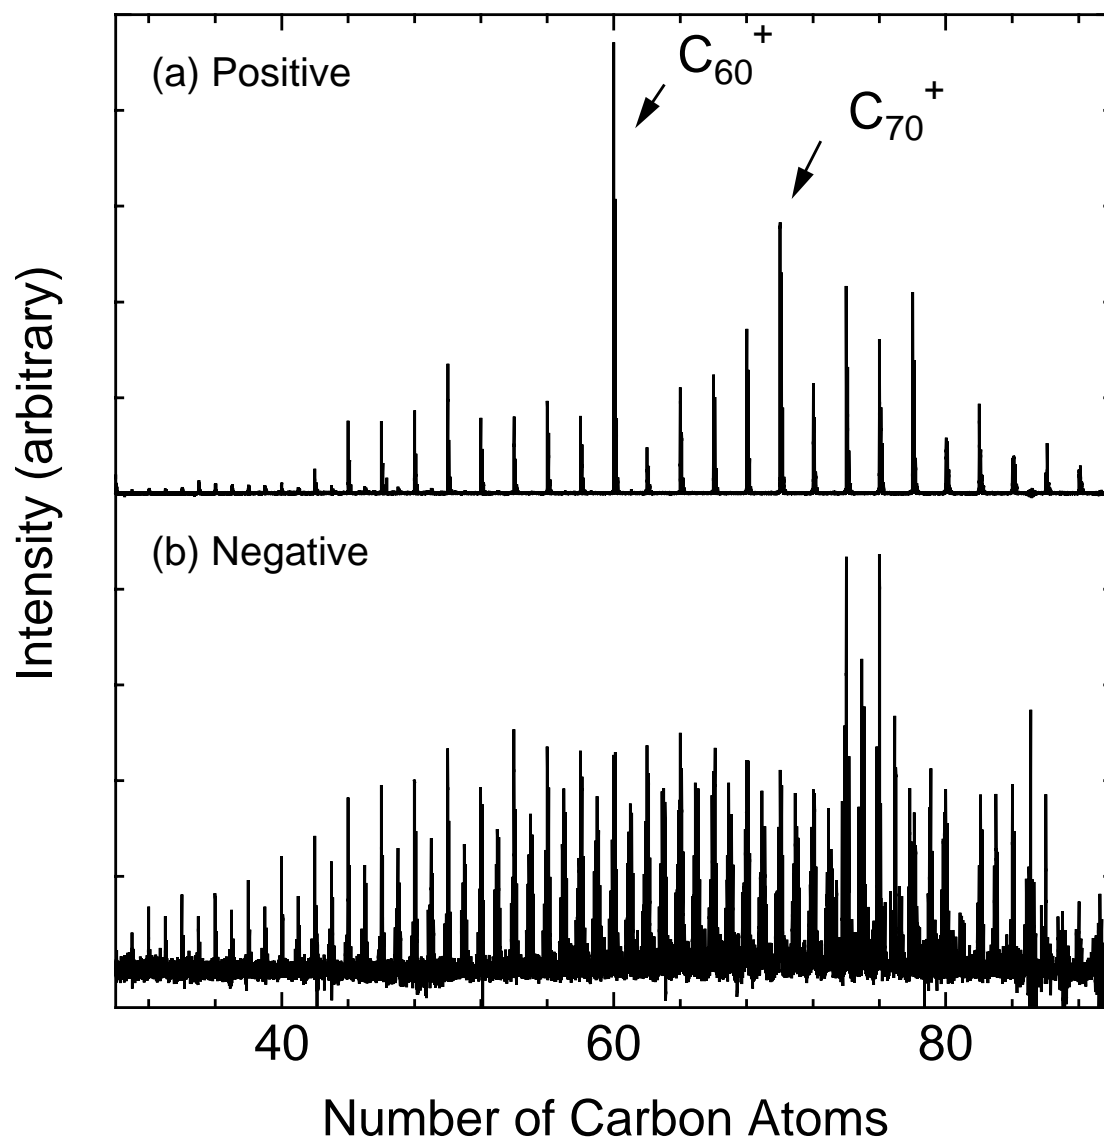 (a) Positive
C60+
C70+
(b) Negative
Intensity (arbitrary)
40 60 80
Number of Carbon Atoms